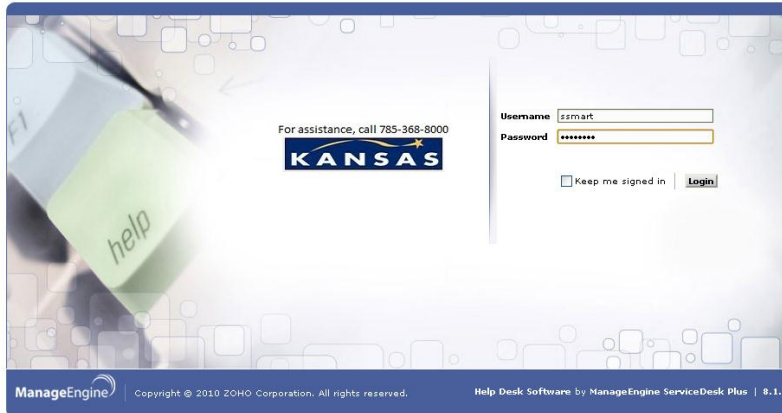 F1
help
For assistance, call 785-368-8000
KANSAS
Username ssmart
Password ••••••••
Keep me signed in Login
ManageEngine Copyright © 2010 ZOHO Corporation. All rights reserved. Help Desk Software by ManageEngine ServiceDesk Plus | 8.1.